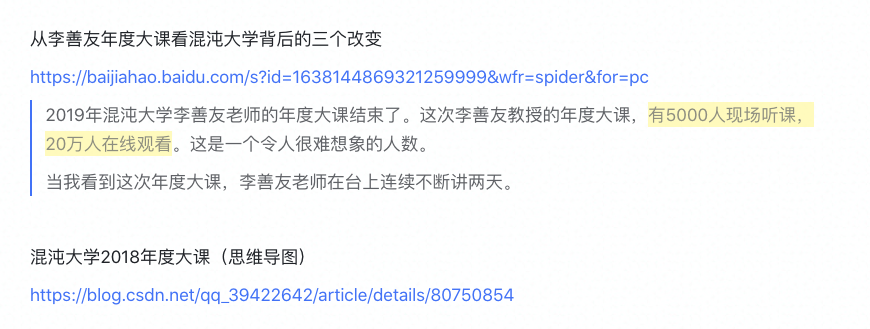 从李善友年度大课看混沌大学背后的三个改变
https://baijiahao.baidu.com/s?id=1638144869321259999&wfr=spider&for=pc
2019年混沌大学李善友老师的年度大课结束了。这次李善友教授的年度大课，有5000人现场听课，
20万人在线观看。这是一个令人很难想象的人数。
当我看到这次年度大课，李善友老师在台上连续不断讲两天。
混沌大学2018年度大课（思维导图）
https://blog.csdn.net/qq_39422642/article/details/80750854